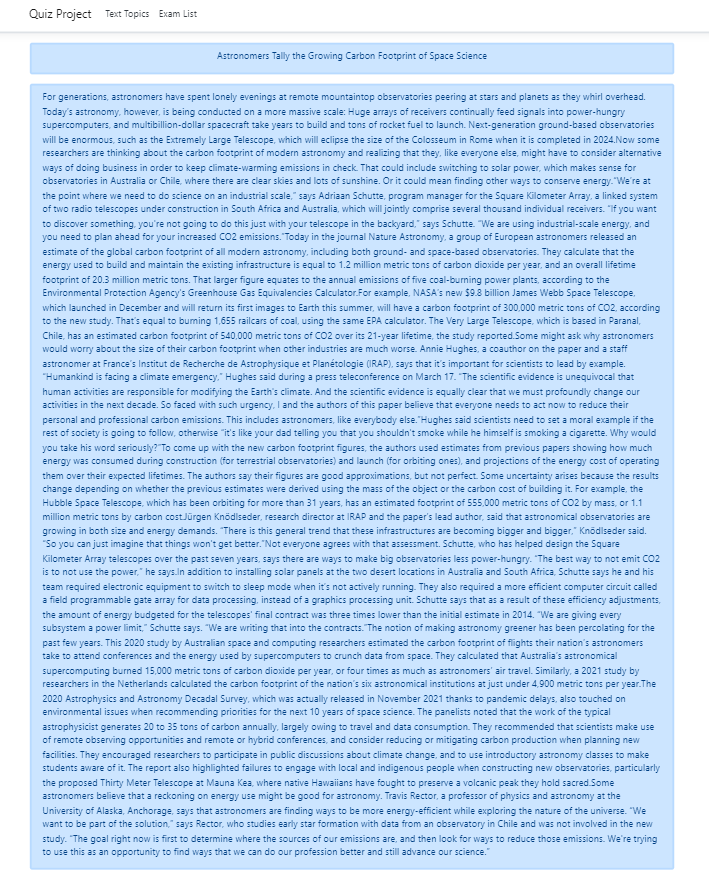 Quiz Project Text Topics Exam List
Astronomers Tally the Growing Carbon Footprint of Space Science
For generations, astronomers have spent lonely evenings at remote mountaintop observatories peering at stars and planets as they whirl overhead.
Today's astronomy, however, is being conducted on a more massive scale: Huge arrays of receivers continually feed signals into power-hungry
supercomputers, and multibillion-dollar spacecraft take years to build and tons of rocket fuel to launch. Next-generation ground-based observatories
will be enormous, such as the Extremely Large Telescope, which will eclipse the size of the Colosseum in Rome when it is completed in 2024.Now some
researchers are thinking about the carbon footprint of modern astronomy and realizing that they, like everyone else, might have to consider alternative
ways of doing business in order to keep climate-warming emissions in check. That could include switching to solar power, which makes sense for
observatories in Australia or Chile, where there are clear skies and lots of sunshine. Or it could mean finding other ways to conserve energy."We're at
the point where we need to do science on an industrial scale," says Adriaan Schutte, program manager for the Square Kilometer Array, a linked system
of two radio telescopes under construction in South Africa and Australia, which will jointly comprise several thousand individual receivers. "If you want
to discover something, you're not going to do this just with your telescope in the backyard," says Schutte. "We are using industrial-scale energy, and
you need to plan ahead for your increased CO2 emissions."Today in the journal Nature Astronomy, a group of European astronomers released an
estimate of the global carbon footprint of all modern astronomy, including both ground- and space-based observatories. They calculate that the
energy used to build and maintain the existing infrastructure is equal to 1.2 million metric tons of carbon dioxide per year, and an overall lifetime
footprint of 20.3 million metric tons. That larger figure equates to the annual emissions of five coal-burning power plants, according to the
Environmental Protection Agency's Greenhouse Gas Equivalencies Calculator.For example, NASA's new $9.8 billion James Webb Space Telescope,
which launched in December and will return its first images to Earth this summer, will have a carbon footprint of 300,000 metric tons of CO2, according
to the new study. That's equal to burning 1,655 railcars of coal, using the same EPA calculator. The Very Large Telescope, which is based in Paranal,
Chile, has an estimated carbon footprint of 540,000 metric tons of CO2 over its 21-year lifetime, the study reported.Some might ask why astronomers
would worry about the size of their carbon footprint when other industries are much worse. Annie Hughes, a coauthor on the paper and a staff
astronomer at France's Institut de Recherche de Astrophysique et Planétologie (IRAP), says that it's important for scientists to lead by example.
"Humankind is facing a climate emergency," Hughes said during a press teleconference on March 17. "The scientific evidence is unequivocal that
human activities are responsible for modifying the Earth's climate. And the scientific evidence is equally clear that we must profoundly change our
activities in the next decade. So faced with such urgency, I and the authors of this paper believe that everyone needs to act now to reduce their
personal and professional carbon emissions. This includes astronomers, like everybody else."Hughes said scientists need to set a moral example if the
rest of society is going to follow, otherwise "it's like your dad telling you that you shouldn't smoke while he himself is smoking a cigarette. Why would
you take his word seriously?"To come up with the new carbon footprint figures, the authors used estimates from previous papers showing how much
energy was consumed during construction (for terrestrial observatories) and launch (for orbiting ones), and projections of the energy cost of operating
them over their expected lifetimes. The authors say their figures are good approximations, but not perfect. Some uncertainty arises because the results
change depending on whether the previous estimates were derived using the mass of the object or the carbon cost of building it. For example, the
Hubble Space Telescope, which has been orbiting for more than 31 years, has an estimated footprint of 555,000 metric tons of CO2 by mass, or 1.1
million metric tons by carbon cost.Jürgen Knödlseder, research director at IRAP and the paper's lead author, said that astronomical observatories are
growing in both size and energy demands. "There is this general trend that these infrastructures are becoming bigger and bigger," Knödlseder said.
"So you can just imagine that things won't get better."Not everyone agrees with that assessment. Schutte, who has helped design the Square
Kilometer Array telescopes over the past seven years, says there are ways to make big observatories less power-hungry. "The best way to not emit CO2
is to not use the power," he says.In addition to installing solar panels at the two desert locations in Australia and South Africa, Schutte says he and his
team required electronic equipment to switch to sleep mode when it's not actively running. They also required a more efficient computer circuit called
a field programmable gate array for data processing, instead of a graphics processing unit. Schutte says that as a result of these efficiency adjustments,
the amount of energy budgeted for the telescopes' final contract was three times lower than the initial estimate in 2014. "We are giving every
subsystem a power limit," Schutte says. "We are writing that into the contracts."The notion of making astronomy greener has been percolating for the
past few years. This 2020 study by Australian space and computing researchers estimated the carbon footprint of flights their nation's astronomers
take to attend conferences and the energy used by supercomputers to crunch data from space. They calculated that Australia's astronomical
supercomputing burned 15,000 metric tons of carbon dioxide per year, or four times as much as astronomers' air travel. Similarly, a 2021 study by
researchers in the Netherlands calculated the carbon footprint of the nation's six astronomical institutions at just under 4,900 metric tons per year.The
2020 Astrophysics and Astronomy Decadal Survey, which was actually released in November 2021 thanks to pandemic delays, also touched on
environmental issues when recommending priorities for the next 10 years of space science. The panelists noted that the work of the typical
astrophysicist generates 20 to 35 tons of carbon annually, largely owing to travel and data consumption. They recommended that scientists make use
of remote observing opportunities and remote or hybrid conferences, and consider reducing or mitigating carbon production when planning new
facilities. They encouraged researchers to participate in public discussions about climate change, and to use introductory astronomy classes to make
students aware of it. The report also highlighted failures to engage with local and indigenous people when constructing new observatories, particularly
the proposed Thirty Meter Telescope at Mauna Kea, where native Hawaiians have fought to preserve a volcanic peak they hold sacred.Some
astronomers believe that a reckoning on energy use might be good for astronomy. Travis Rector, a professor of physics and astronomy at the
University of Alaska, Anchorage, says that astronomers are finding ways to be more energy-efficient while exploring the nature of the universe. "We
want to be part of the solution," says Rector, who studies early star formation with data from an observatory in Chile and was not involved in the new
study. "The goal right now is first to determine where the sources of our emissions are, and then look for ways to reduce those emissions. We're trying
to use this as an opportunity to find ways that we can do our profession better and still advance our science."